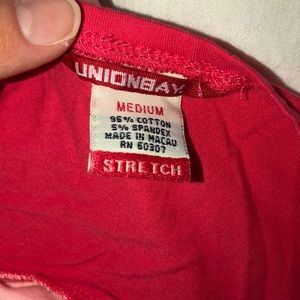 UNIONBAY
MEDIUM
95% COTTON
5% SPANDEX
MADE IN MACAU
RN 60307
STRETCH